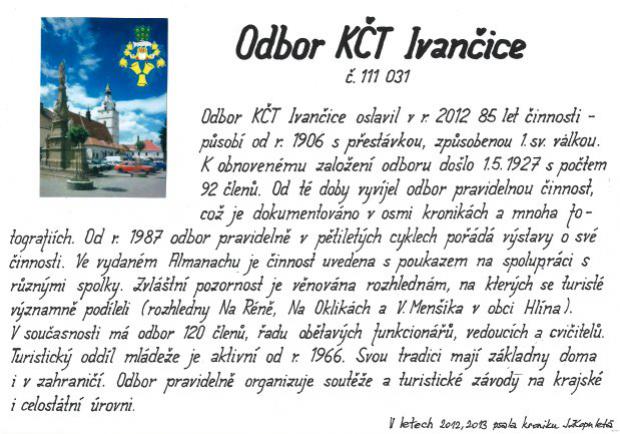 Odbor KČT Ivančice
č. 111 031
Odbor KČT Ivančice oslavil v r. 2012 85 let činnosti -
působí od r. 1906 s přestávkou, způsobenou 1. sv. válkou.
K obnovenému založení odboru došlo 1.5.1927 s počtem
92 členů. Od té doby vyvíjel odbor pravidelnou činnost,
což je dokumentováno v osmi kronikách a mnoha fo-
tografiích. Od r. 1987 odbor pravidelně v pětiletých cyklech pořádá výstavy o své
činnosti. Ve vydaném Almanachu je činnost uvedena s poukazem na spolupráci s
různými spolky. Zvláštní pozornost je věnována rozhlednám, na kterých se turisté
významně podíleli (rozhledny Na Réně, Na Oklikách a V. Menšíka v obci Hlína).
V současnosti má odbor 120 členů, řadu obětavých funkcionářů, vedoucích a cvičitelů.
Turistický oddíl mládeže je aktivní od r. 1966. Svou tradici mají základny doma
i v zahraničí. Odbor pravidelně organizuje soutěže a turistické závody na krajské
i celostátní úrovni.
V letech 2012, 2013 psala kroniku